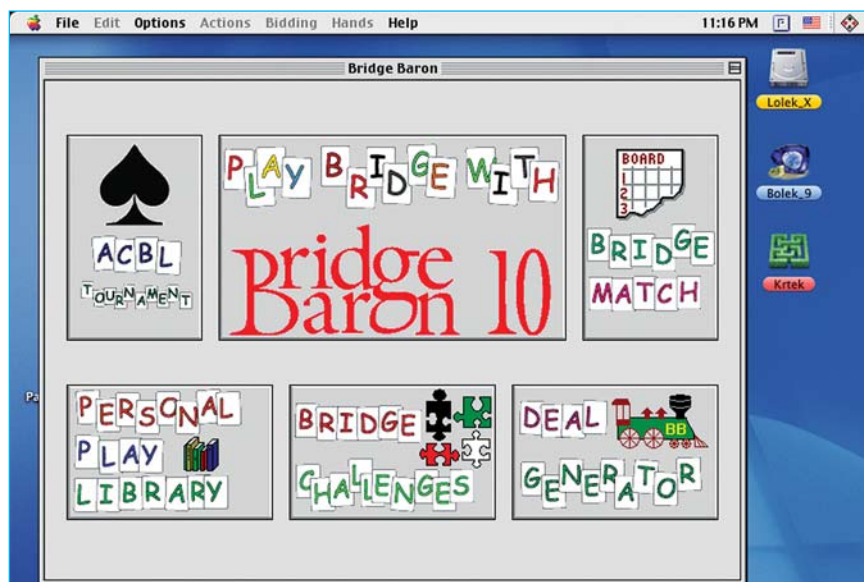 File Edit Options Actions Bidding Hands Help 11:16 PM
Bridge Baron
Lolek_X
Bolek_9
Krtek
Pa
ACBL
TOURNAMENT
PLAY BRIDGE WITH
Bridge
Baron 10
BOARD
1
2
3
BRIDGE
MATCH
PERSONAL
PLAY
LIBRARY
BRIDGE
CHALLENGES
DEAL
BB
GENERATOR